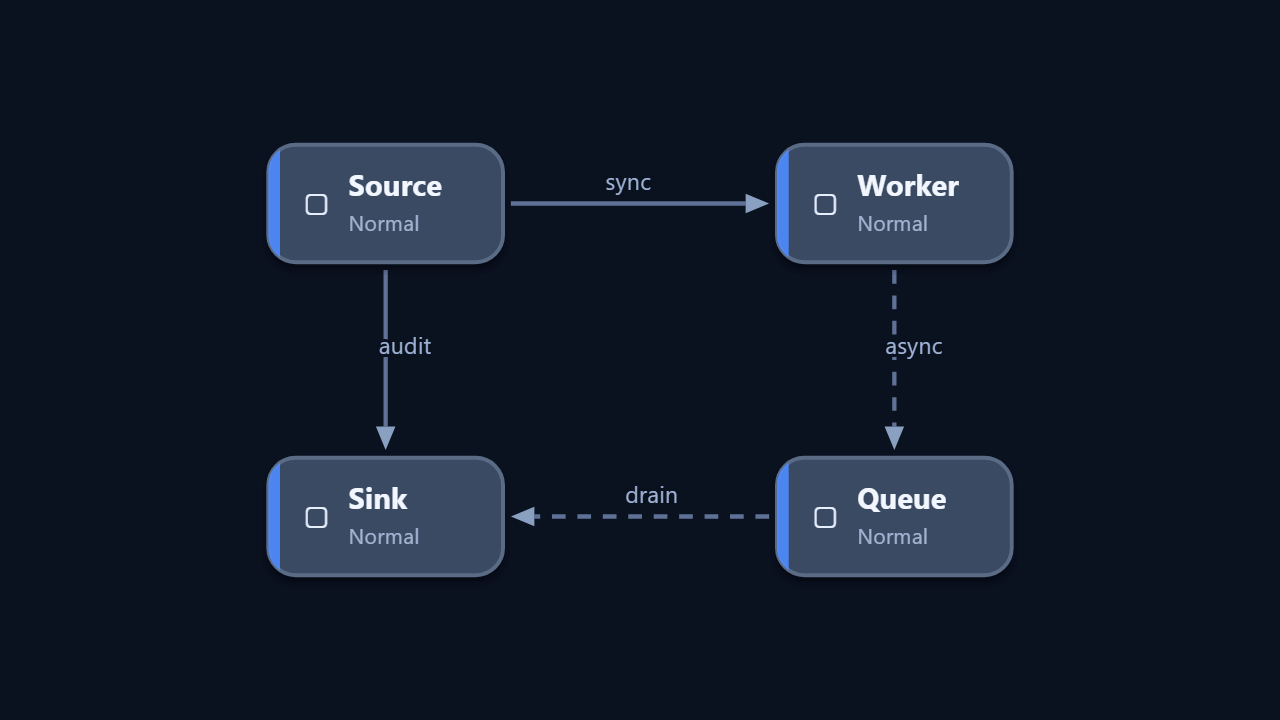 Source
Normal
sync
Worker
Normal
audit
async
Sink
Normal
drain
Queue
Normal